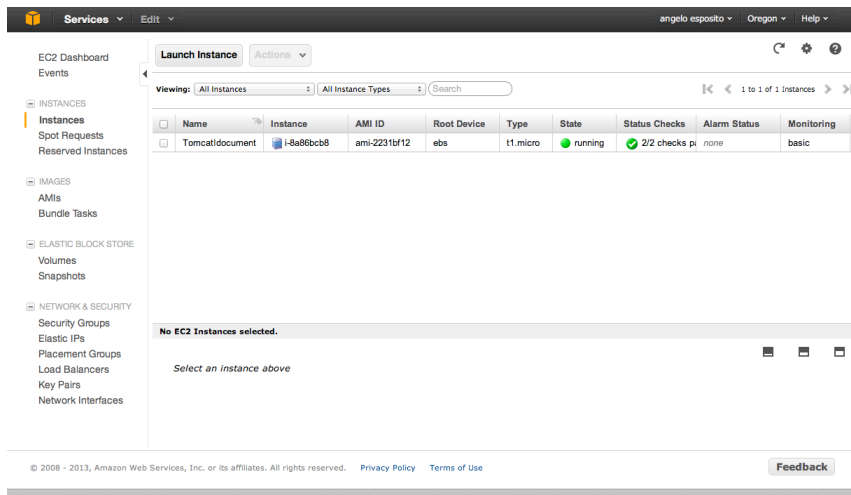 Services Edit angelo esposito Oregon Help
EC2 Dashboard
Events
INSTANCES
Instances
Spot Requests
Reserved Instances
IMAGES
AMIs
Bundle Tasks
ELASTIC BLOCK STORE
Volumes
Snapshots
NETWORK & SECURITY
Security Groups
Elastic IPs
Placement Groups
Load Balancers
Key Pairs
Network Interfaces
Launch Instance Actions
Viewing: All Instances All Instance Types Search 1 to 1 of 1 Instances
Name Instance AMI ID Root Device Type State Status Checks Alarm Status Monitoring
TomcatIdocument i-8a86bcb8 ami-2231bf12 ebs t1.micro running 2/2 checks pa none basic
No EC2 Instances selected.
Select an instance above
© 2008 - 2013, Amazon Web Services, Inc. or its affiliates. All rights reserved. Privacy Policy Terms of Use Feedback